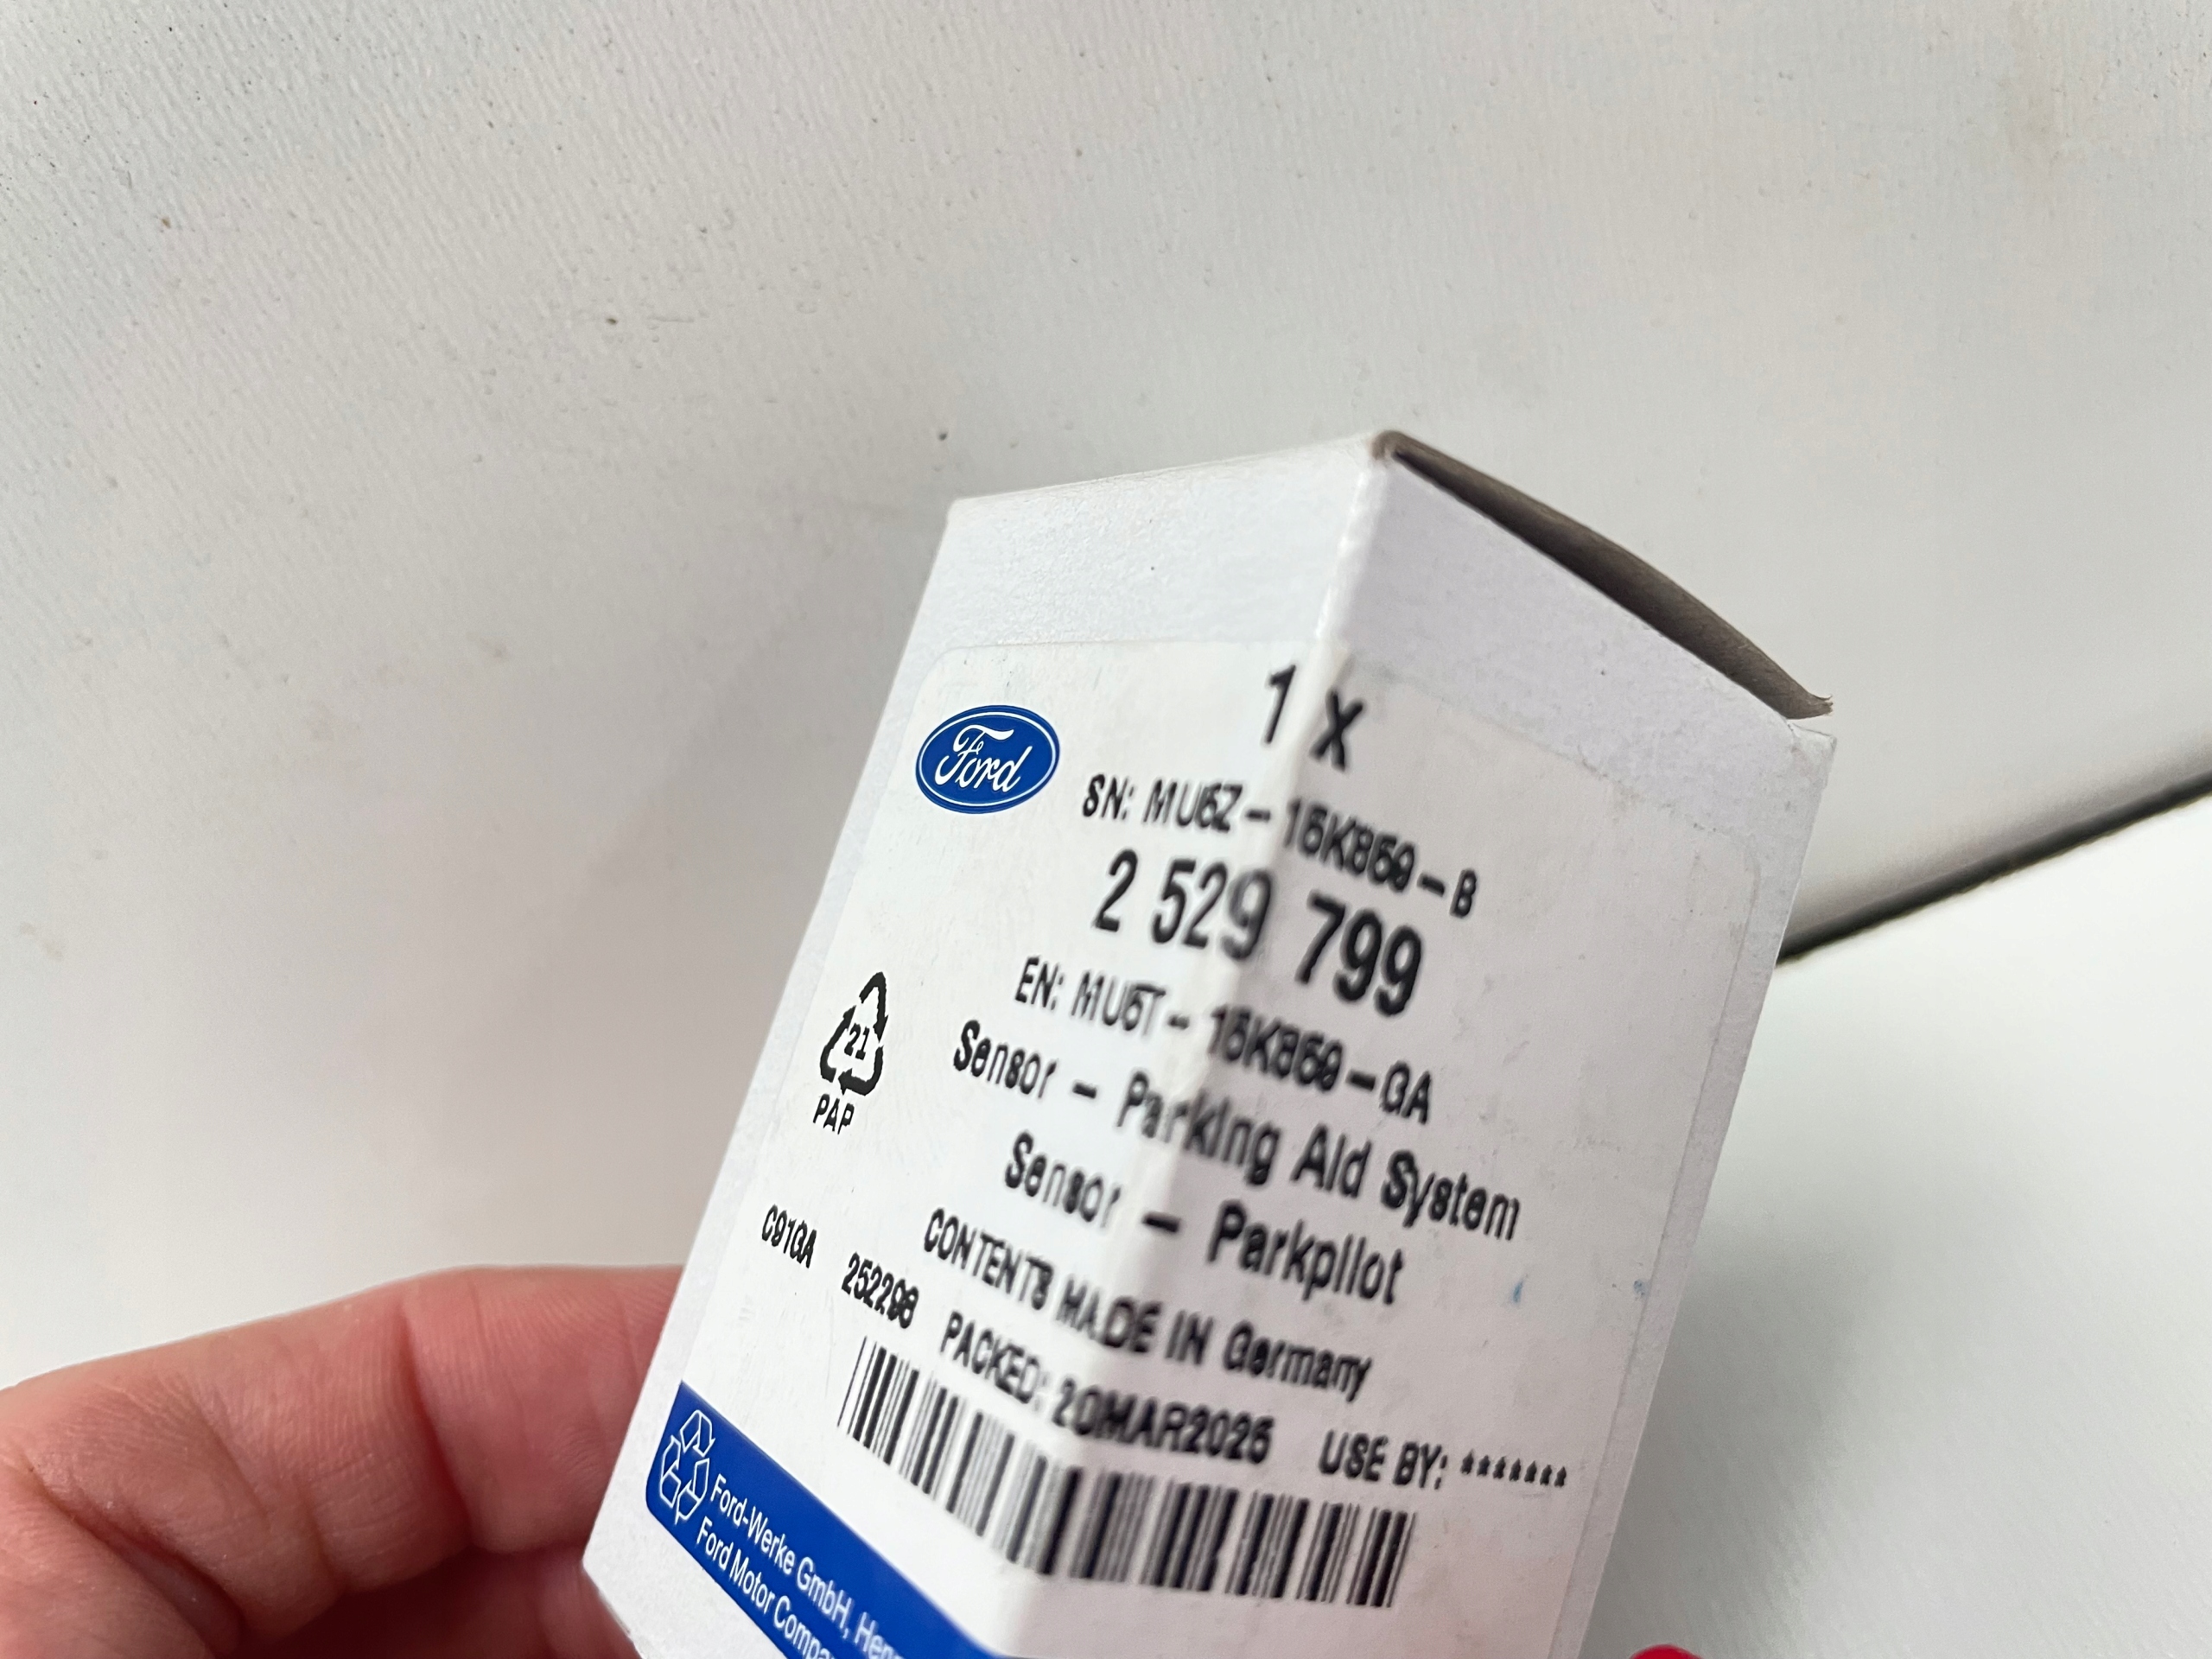 Ford
1 X
SN: MU5Z-15K859-B
2 529 799
EN: MU5T-15K859-GA
Sensor - Parking Aid System
Sensor - Parkpilot
21
PAP
CONTENTS MADE IN Germany
C91GA 252298 PACKED: 20MAR2025 USE BY: *******
Ford-Werke GmbH,
Ford Motor